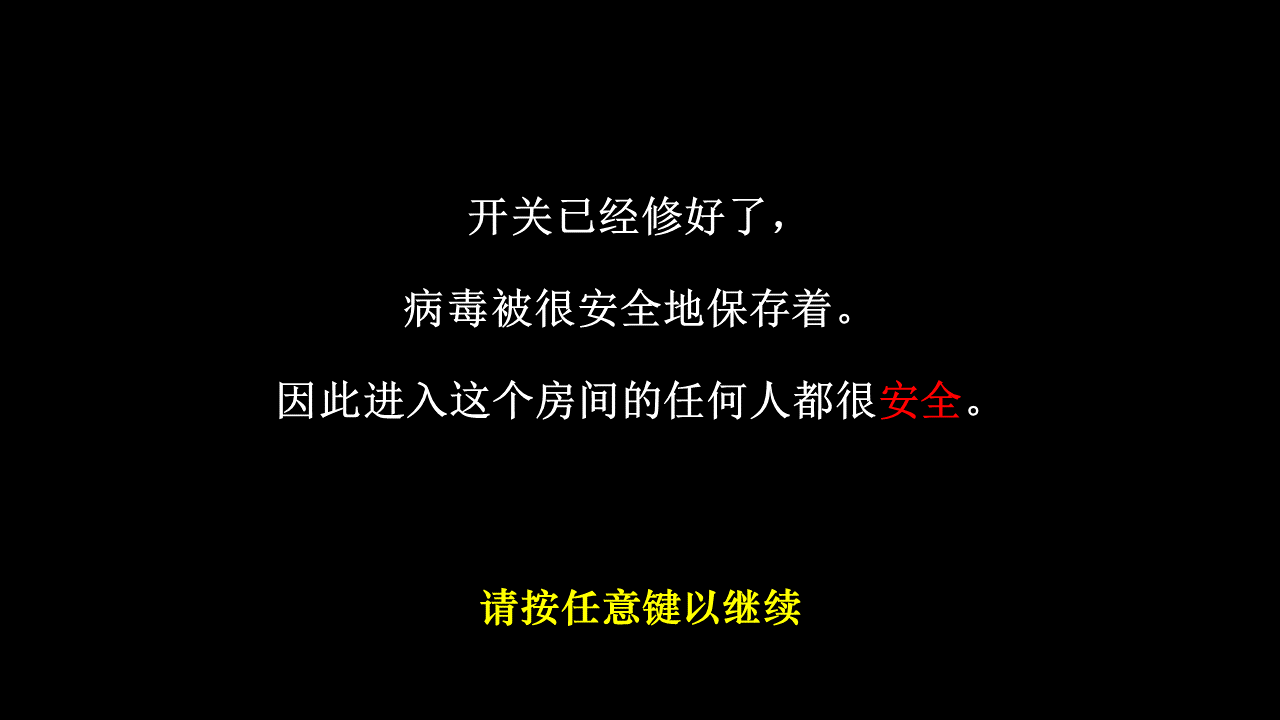 开关已经修好了，
病毒被很安全地保存着。
因此进入这个房间的任何人都很安全。
请按任意键以继续